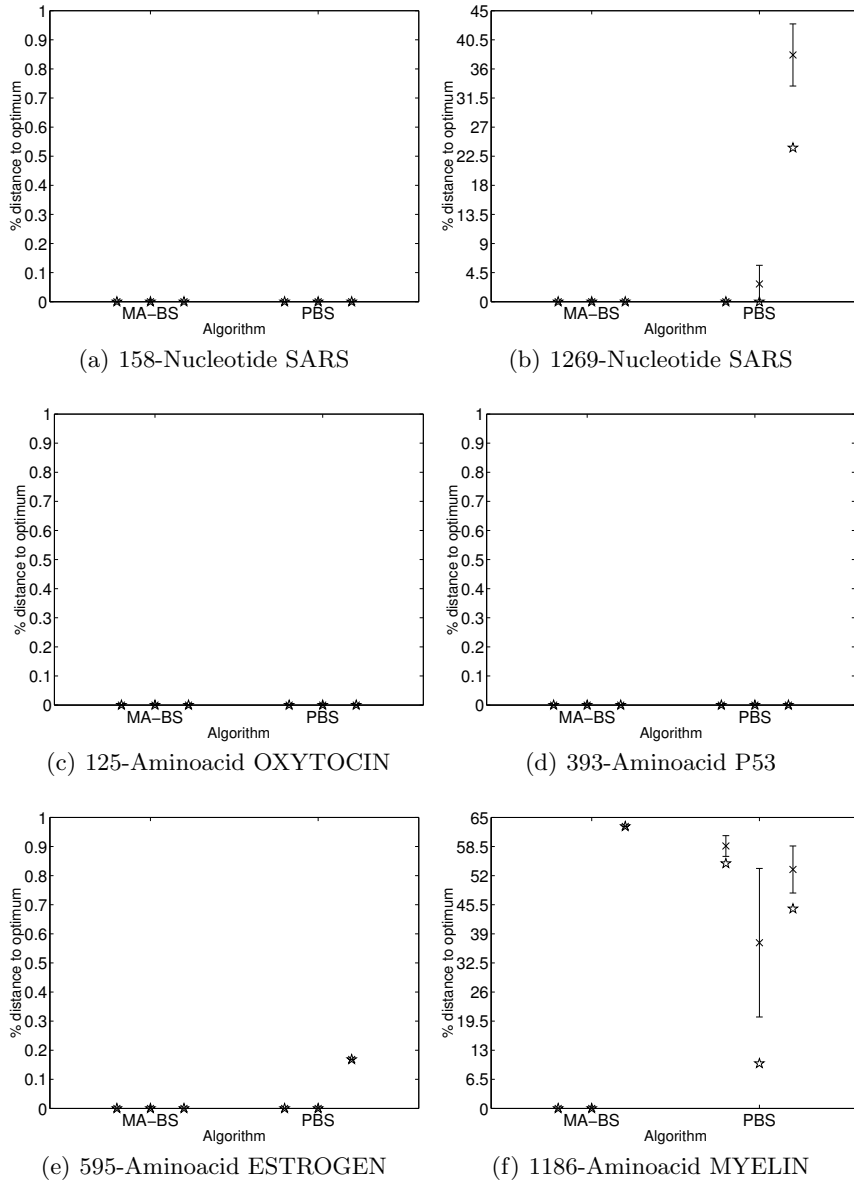 1
0.9
0.8
0.7
0.6
0.5
0.4
0.3
0.2
0.1
0
% distance to optimum
MA−BS
PBS
Algorithm
(a) 158-Nucleotide SARS
45
40.5
36
31.5
27
22.5
18
13.5
9
4.5
0
% distance to optimum
MA−BS
PBS
Algorithm
(b) 1269-Nucleotide SARS
1
0.9
0.8
0.7
0.6
0.5
0.4
0.3
0.2
0.1
0
% distance to optimum
MA−BS
PBS
Algorithm
(c) 125-Aminoacid OXYTOCIN
1
0.9
0.8
0.7
0.6
0.5
0.4
0.3
0.2
0.1
0
% distance to optimum
MA−BS
PBS
Algorithm
(d) 393-Aminoacid P53
1
0.9
0.8
0.7
0.6
0.5
0.4
0.3
0.2
0.1
0
% distance to optimum
MA−BS
PBS
Algorithm
(e) 595-Aminoacid ESTROGEN
65
58.5
52
45.5
39
32.5
26
19.5
13
6.5
0
% distance to optimum
MA−BS
PBS
Algorithm
(f) 1186-Aminoacid MYELIN